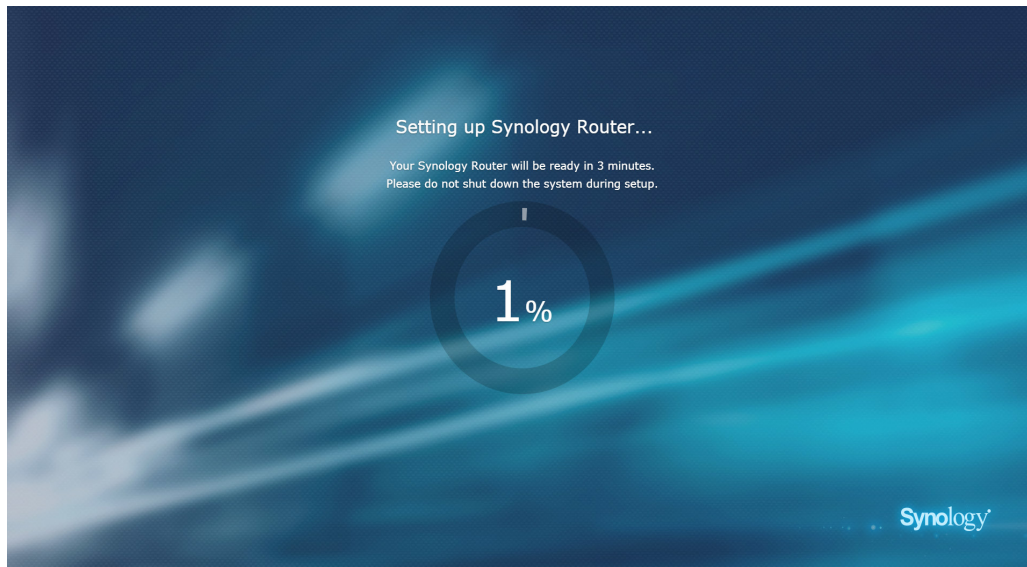 Setting up Synology Router...
Your Synology Router will be ready in 3 minutes.
Please do not shut down the system during setup.
1%
Synology